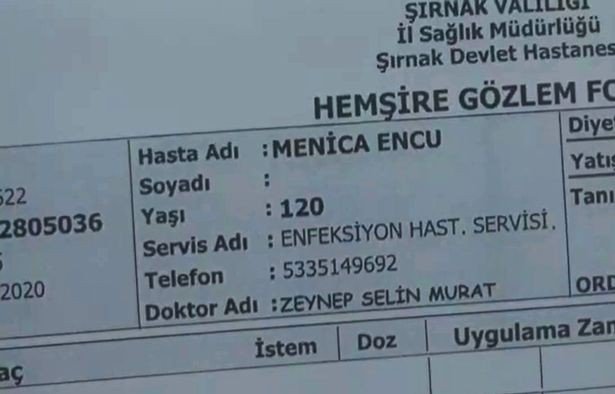 ŞIRNAK VALİLİĞİ
İl Sağlık Müdürlüğü
Şırnak Devlet Hastanes
HEMŞİRE GÖZLEM FO
Hasta Adı : MENİCA ENCU
Soyadı :
Yaşı : 120
Servis Adı : ENFEKSİYON HAST. SERVİSİ.
Telefon : 5335149692
Doktor Adı : ZEYNEP SELİN MURAT
522
2805036
2020
Diye
Yatış
Tanı
ORD
aç İstem Doz Uygulama Zam